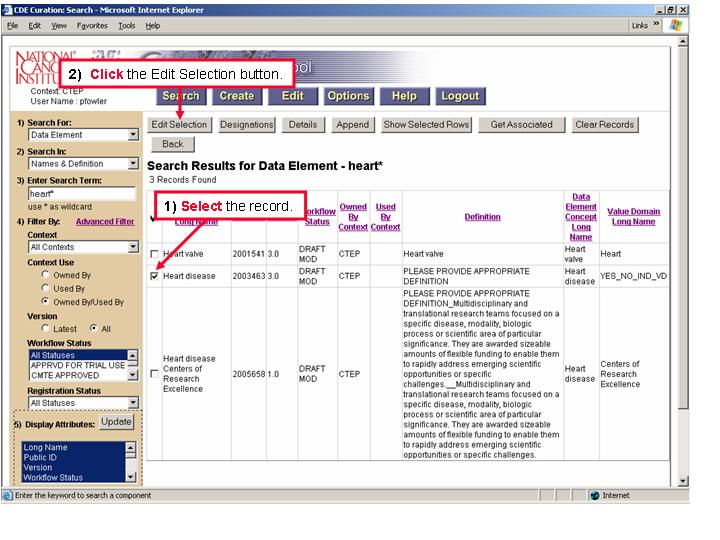 CDE Curation: Search - Microsoft Internet Explorer
File Edit View Favorites Tools Help
Links »
NATIONAL
CANC
INSTITU
ool
2) Click the Edit Selection button.
Context: CTEP
User Name : pfowler
Search Create Edit Options Help Logout
1) Search For:
Data Element
2) Search In:
Names & Definition
3) Enter Search Term:
heart*
use * as wildcard
4) Filter By: Advanced Filter
Context
All Contexts
Context Use
Owned By
Used By
Owned By/Used By
Version
Latest All
Workflow Status
All Statuses
APPRVD FOR TRIAL USE
CMTE APPROVED
Registration Status
All Statuses
5) Display Attributes: Update
Long Name
Public ID
Version
Workflow Status
Edit Selection Designations Details Append Show Selected Rows Get Associated Clear Records
Back
Search Results for Data Element - heart*
3 Records Found
1) Select the record.
Long Name
Workflow
Status
Owned
By
Context
Used
By
Context
Definition
Data
Element
Concept
Long
Name
Value Domain
Long Name
Heart valve 2001541 3.0 DRAFT
MOD CTEP Heart valve Heart
valve Heart
Heart disease 2003463 3.0 DRAFT
MOD CTEP PLEASE PROVIDE APPROPRIATE
DEFINITION Heart
disease YES_NO_IND_VD
Heart disease
Centers of
Research
Excellence
2005658 1.0 DRAFT
MOD CTEP
PLEASE PROVIDE APPROPRIATE
DEFINITION_Multidisciplinary and
translational research teams focused on a
specific disease, modality, biologic
process or scientific area of particular
significance. They are awarded sizeable
amounts of flexible funding to enable them
to rapidly address emerging scientific
opportunities or specific
challenges.__Multidisciplinary and
translational research teams focused on a
specific disease, modality, biologic
process or scientific area of particular
significance. They are awarded sizeable
amounts of flexible funding to enable them
to rapidly address emerging scientific
opportunities or specific challenges.
Heart
disease
Centers of
Research
Excellence
Enter the keyword to search a component
Internet